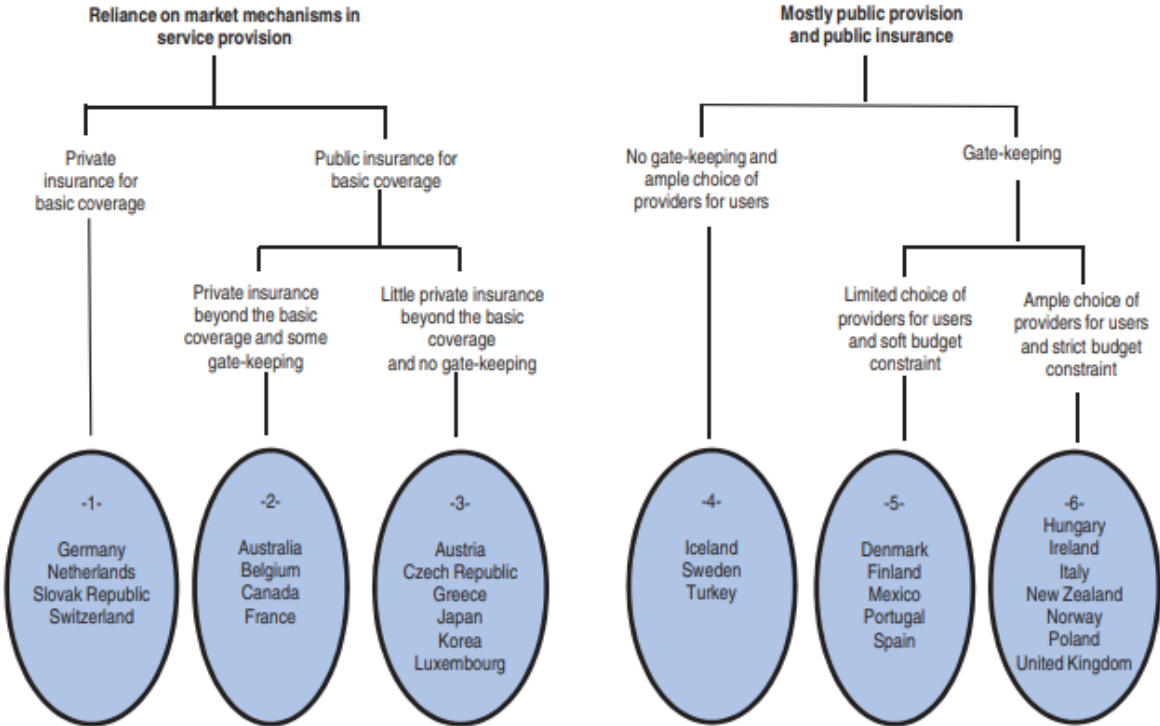 Reliance on market mechanisms in
service provision
Mostly public provision
and public insurance
Private
insurance for
basic coverage
Public insurance for
basic coverage
No gate-keeping and
ample choice of
providers for users
Gate-keeping
Private insurance
beyond the basic
coverage and some
gate-keeping
Little private insurance
beyond the basic
coverage
and no gate-keeping
Limited choice of
providers for users
and soft budget
constraint
Ample choice of
providers for users
and strict budget
constraint
-1-
Germany
Netherlands
Slovak Republic
Switzerland
-2-
Australia
Belgium
Canada
France
-3-
Austria
Czech Republic
Greece
Japan
Korea
Luxembourg
-4-
Iceland
Sweden
Turkey
-5-
Denmark
Finland
Mexico
Portugal
Spain
-6-
Hungary
Ireland
Italy
New Zealand
Norway
Poland
United Kingdom